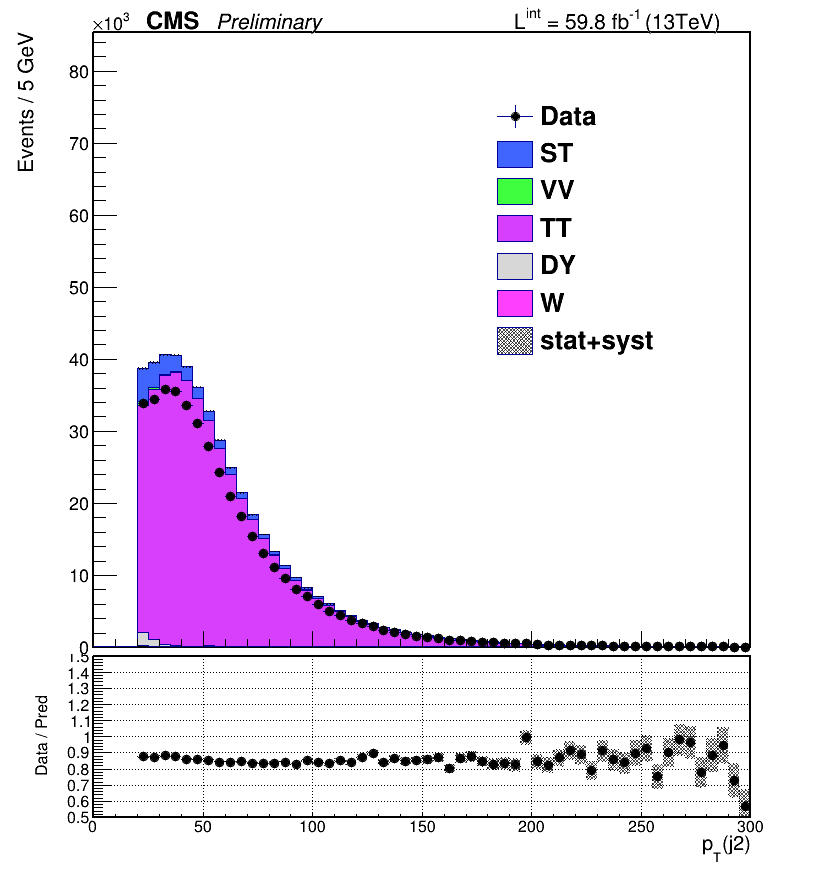 ×10³ CMS Preliminary L^int = 59.8 fb⁻¹ (13TeV)
Events / 5 GeV
80
70
60
50
40
30
20
10
0
Data
ST
VV
TT
DY
W
stat+syst
Data / Pred
1.5
1.4
1.3
1.2
1.1
1
0.9
0.8
0.7
0.6
0.5
0 50 100 150 200 250 300
p_T(j2)